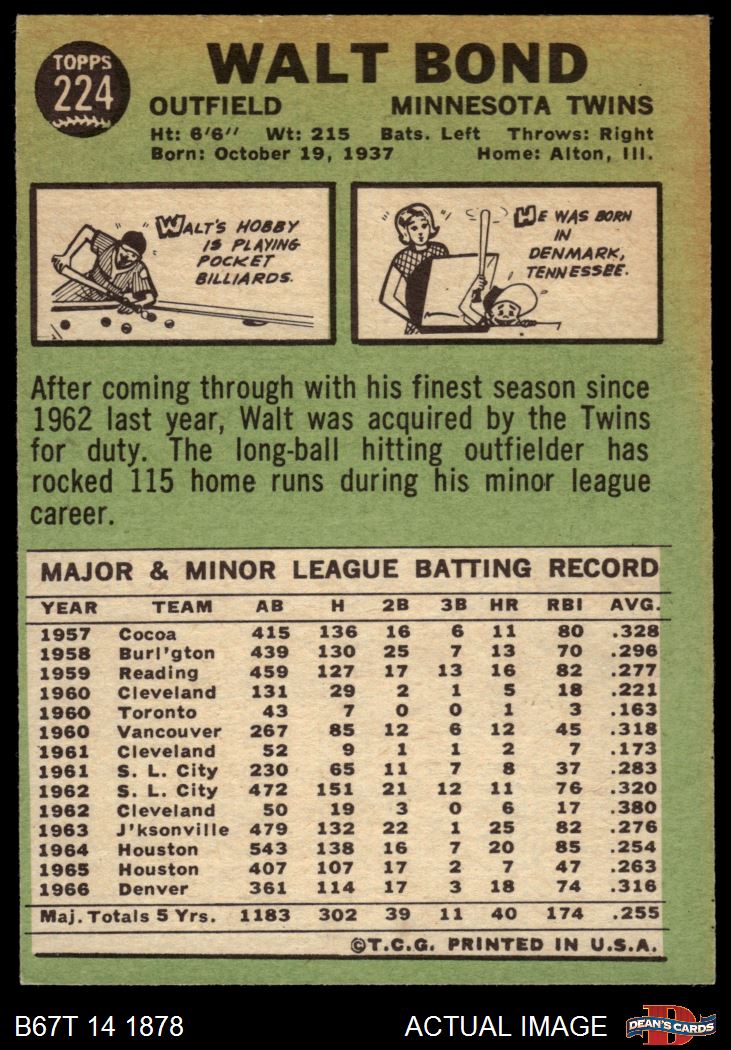 TOPPS
224
WALT BOND
OUTFIELD MINNESOTA TWINS
Ht: 6'6" Wt: 215 Bats. Left Throws: Right
Born: October 19, 1937 Home: Alton, Ill.
WALT'S HOBBY
IS PLAYING
POCKET
BILLIARDS.
HE WAS BORN
IN
DENMARK,
TENNESSEE.
After coming through with his finest season since
1962 last year, Walt was acquired by the Twins
for duty. The long-ball hitting outfielder has
rocked 115 home runs during his minor league
career.
MAJOR & MINOR LEAGUE BATTING RECORD
YEAR TEAM AB H 2B 3B HR RBI AVG.
1957 Cocoa 415 136 16 6 11 80 .328
1958 Burl'gton 439 130 25 7 13 70 .296
1959 Reading 459 127 17 13 16 82 .277
1960 Cleveland 131 29 2 1 5 18 .221
1960 Toronto 43 7 0 0 1 3 .163
1960 Vancouver 267 85 12 6 12 45 .318
1961 Cleveland 52 9 1 1 2 7 .173
1961 S. L. City 230 65 11 7 8 37 .283
1962 S. L. City 472 151 21 12 11 76 .320
1962 Cleveland 50 19 3 0 6 17 .380
1963 J'ksonville 479 132 22 1 25 82 .276
1964 Houston 543 138 16 7 20 85 .254
1965 Houston 407 107 17 2 7 47 .263
1966 Denver 361 114 17 3 18 74 .316
Maj. Totals 5 Yrs. 1183 302 39 11 40 174 .255
©T.C.G. PRINTED IN U.S.A.
B67T 14 1878 ACTUAL IMAGE
D
DEAN'S CARDS